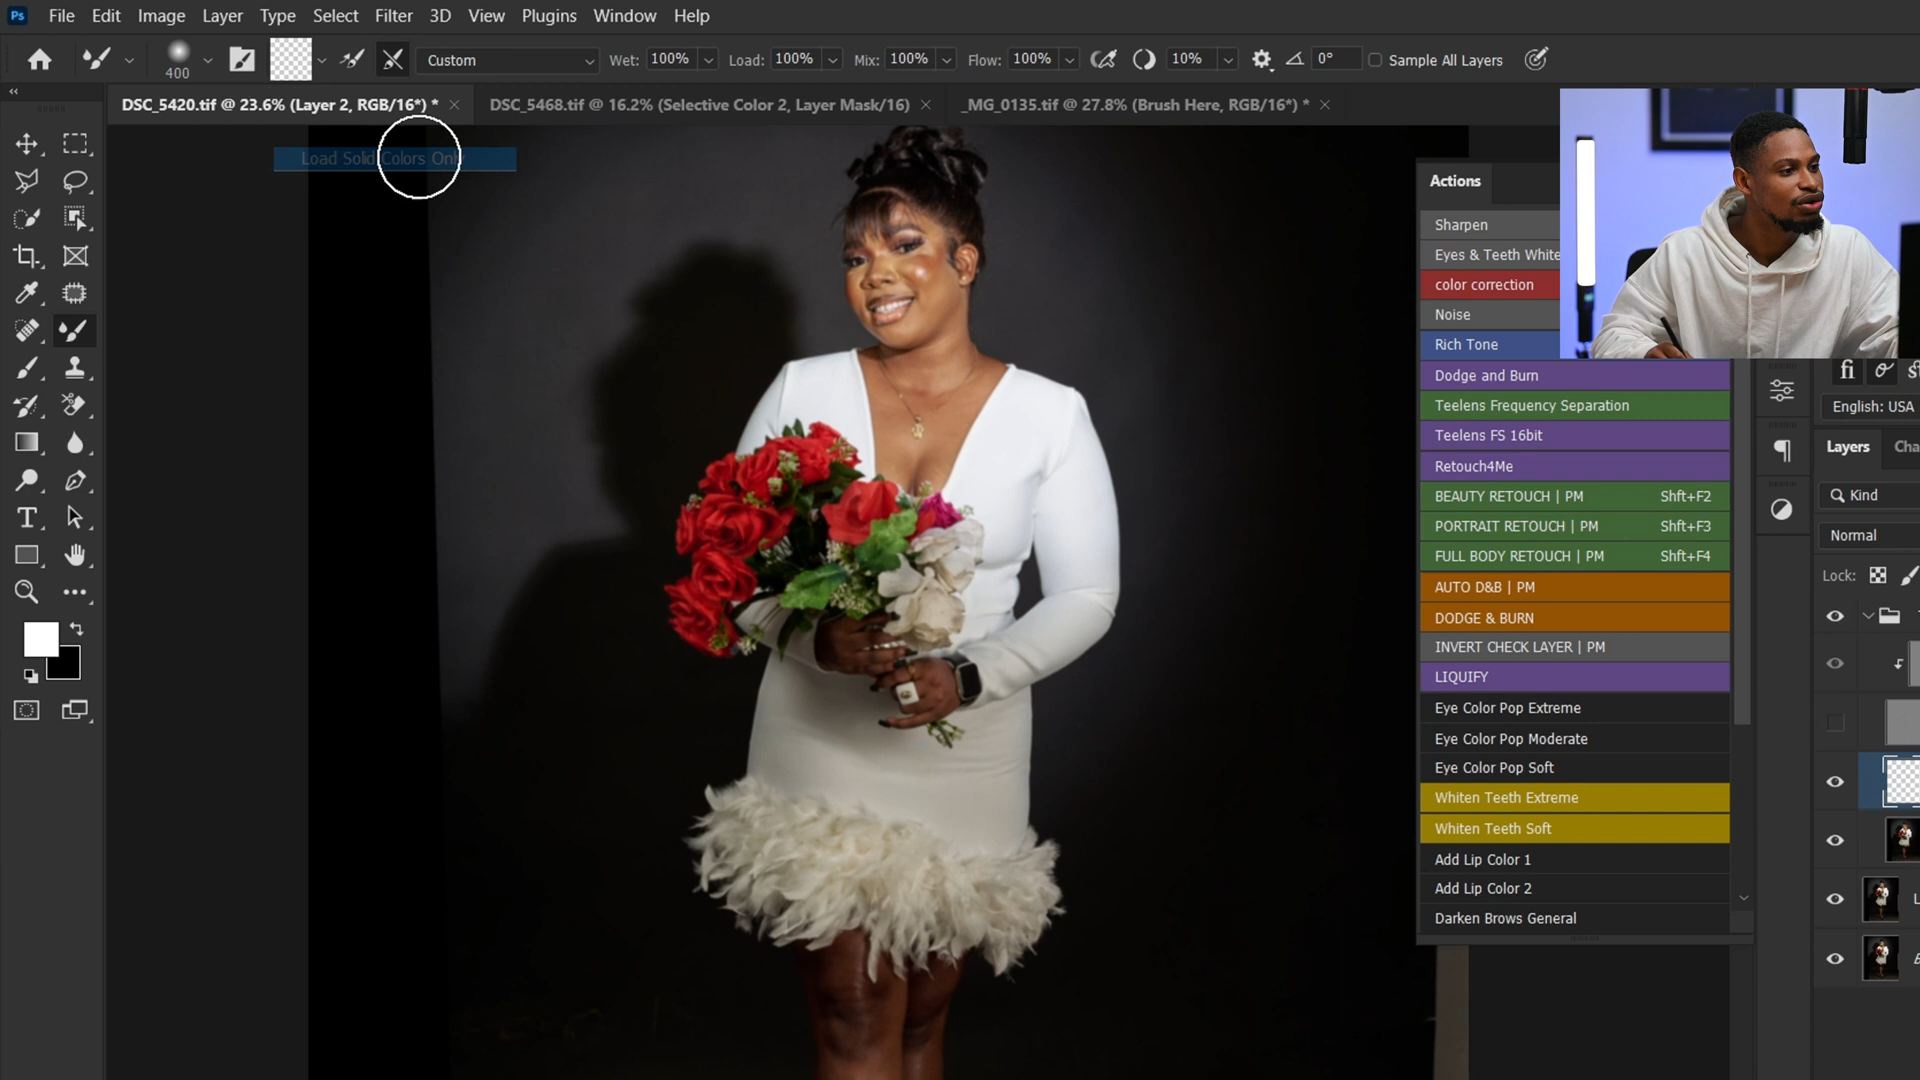 Ps File Edit Image Layer Type Select Filter 3D View Plugins Window Help
400 Custom Wet: 100% Load: 100% Mix: 100% Flow: 100% 10% 0° Sample All Layers
DSC_5420.tif @ 23.6% (Layer 2, RGB/16*) * DSC_5468.tif @ 16.2% (Selective Color 2, Layer Mask/16) _MG_0135.tif @ 27.8% (Brush Here, RGB/16*) *
Load Solid Colors Only
Actions
Sharpen
Eyes & Teeth White
color correction
Noise
Rich Tone
Dodge and Burn
Teelens Frequency Separation
Teelens FS 16bit
Retouch4Me
BEAUTY RETOUCH | PM Shft+F2
PORTRAIT RETOUCH | PM Shft+F3
FULL BODY RETOUCH | PM Shft+F4
AUTO D&B | PM
DODGE & BURN
INVERT CHECK LAYER | PM
LIQUIFY
Eye Color Pop Extreme
Eye Color Pop Moderate
Eye Color Pop Soft
Whiten Teeth Extreme
Whiten Teeth Soft
Add Lip Color 1
Add Lip Color 2
Darken Brows General
fi
English: USA
Layers Cha
Kind
Normal
Lock: